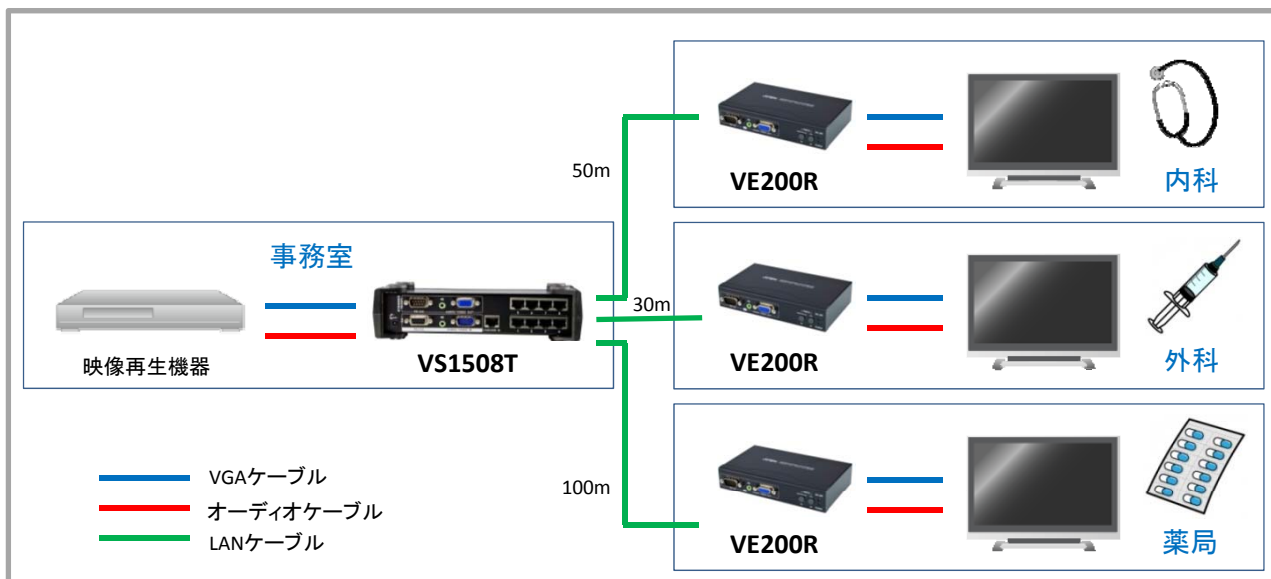 事務室
映像再生機器
VS1508T
50m
30m
100m
VE200R
内科
VE200R
外科
VE200R
薬局
VGAケーブル
オーディオケーブル
LANケーブル